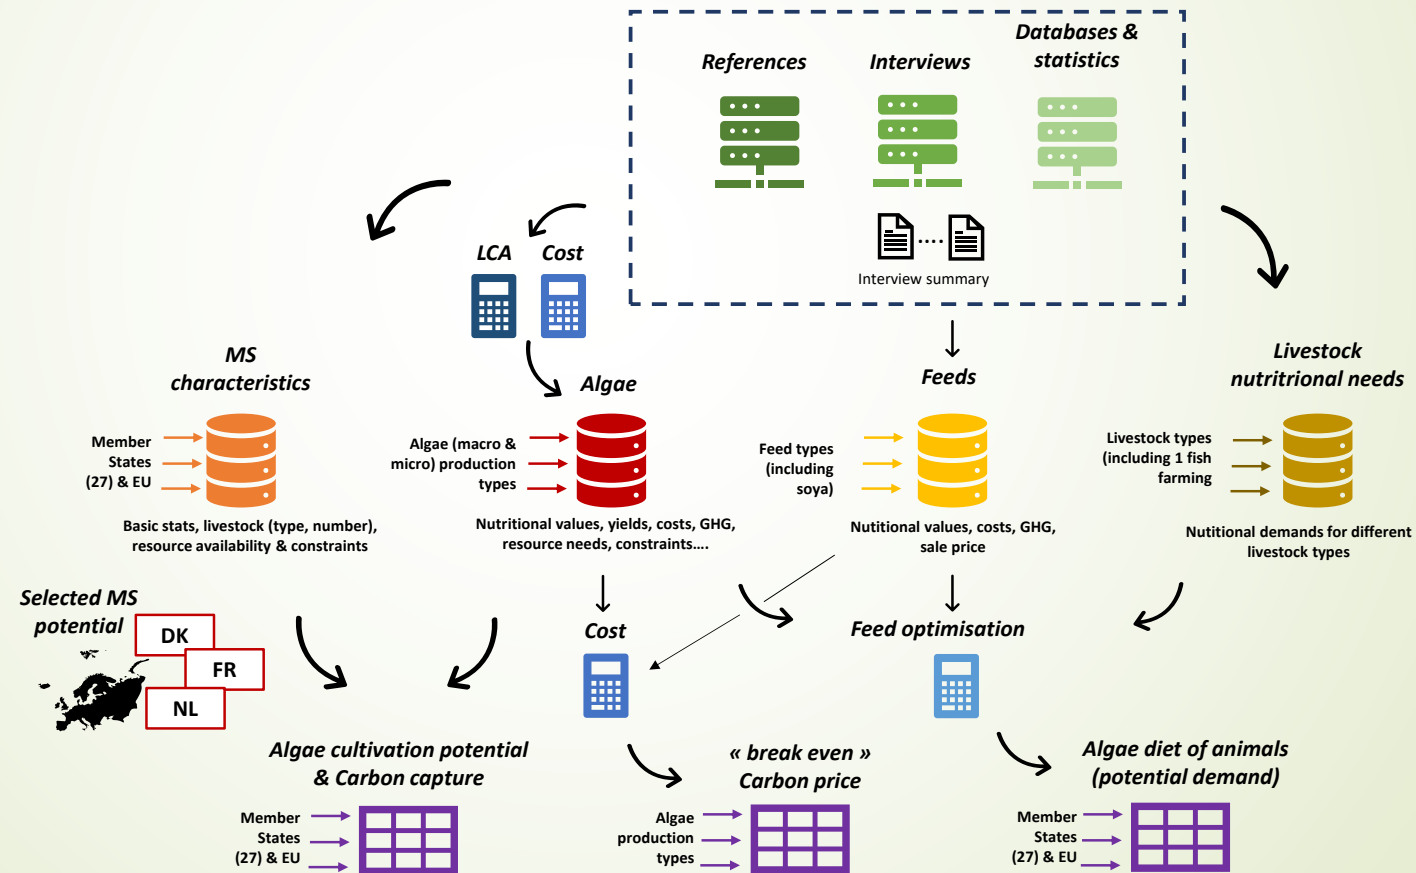 References
Interviews
Databases &
statistics
Interview summary
LCA
Cost
MS
characteristics
Algae
Feeds
Livestock
nutritrional needs
Member
States
(27) & EU
Algae (macro &
micro) production
types
Feed types
(including
soya)
Livestock types
(including 1 fish
farming
Basic stats, livestock (type, number),
resource availability & constraints
Nutritional values, yields, costs, GHG,
resource needs, constraints....
Nutitional values, costs, GHG,
sale price
Nutitional demands for different
livestock types
Selected MS
potential
DK
FR
NL
Cost
Feed optimisation
Algae cultivation potential
& Carbon capture
« break even »
Carbon price
Algae diet of animals
(potential demand)
Member
States
(27) & EU
Algae
production
types
Member
States
(27) & EU